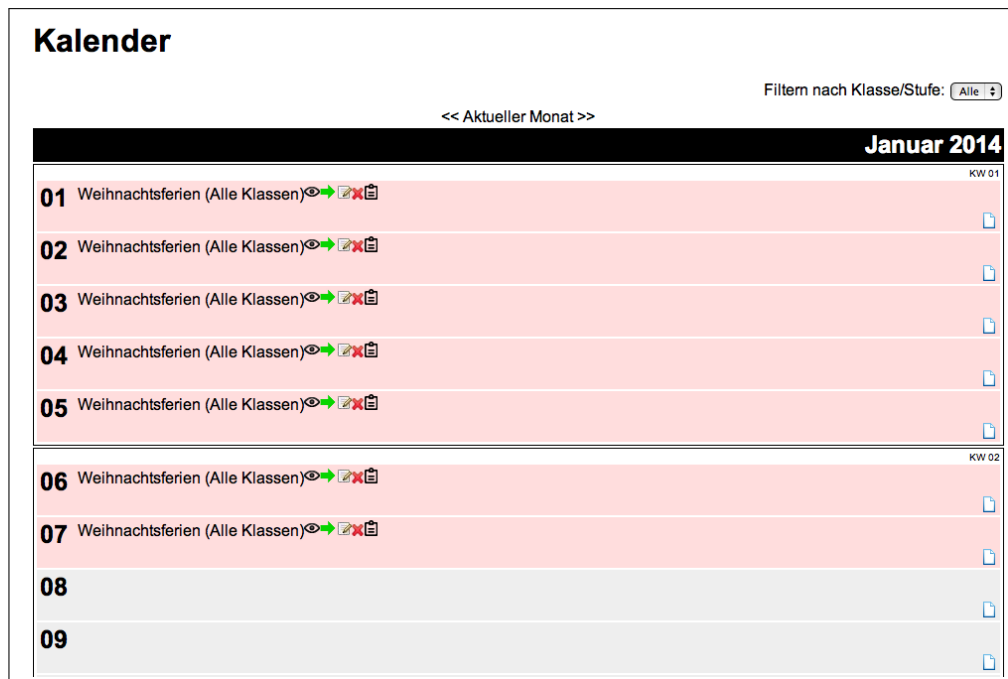 Kalender
Filtern nach Klasse/Stufe: Alle
<< Aktueller Monat >>
Januar 2014
KW 01
01 Weihnachtsferien (Alle Klassen)
02 Weihnachtsferien (Alle Klassen)
03 Weihnachtsferien (Alle Klassen)
04 Weihnachtsferien (Alle Klassen)
05 Weihnachtsferien (Alle Klassen)
KW 02
06 Weihnachtsferien (Alle Klassen)
07 Weihnachtsferien (Alle Klassen)
08
09